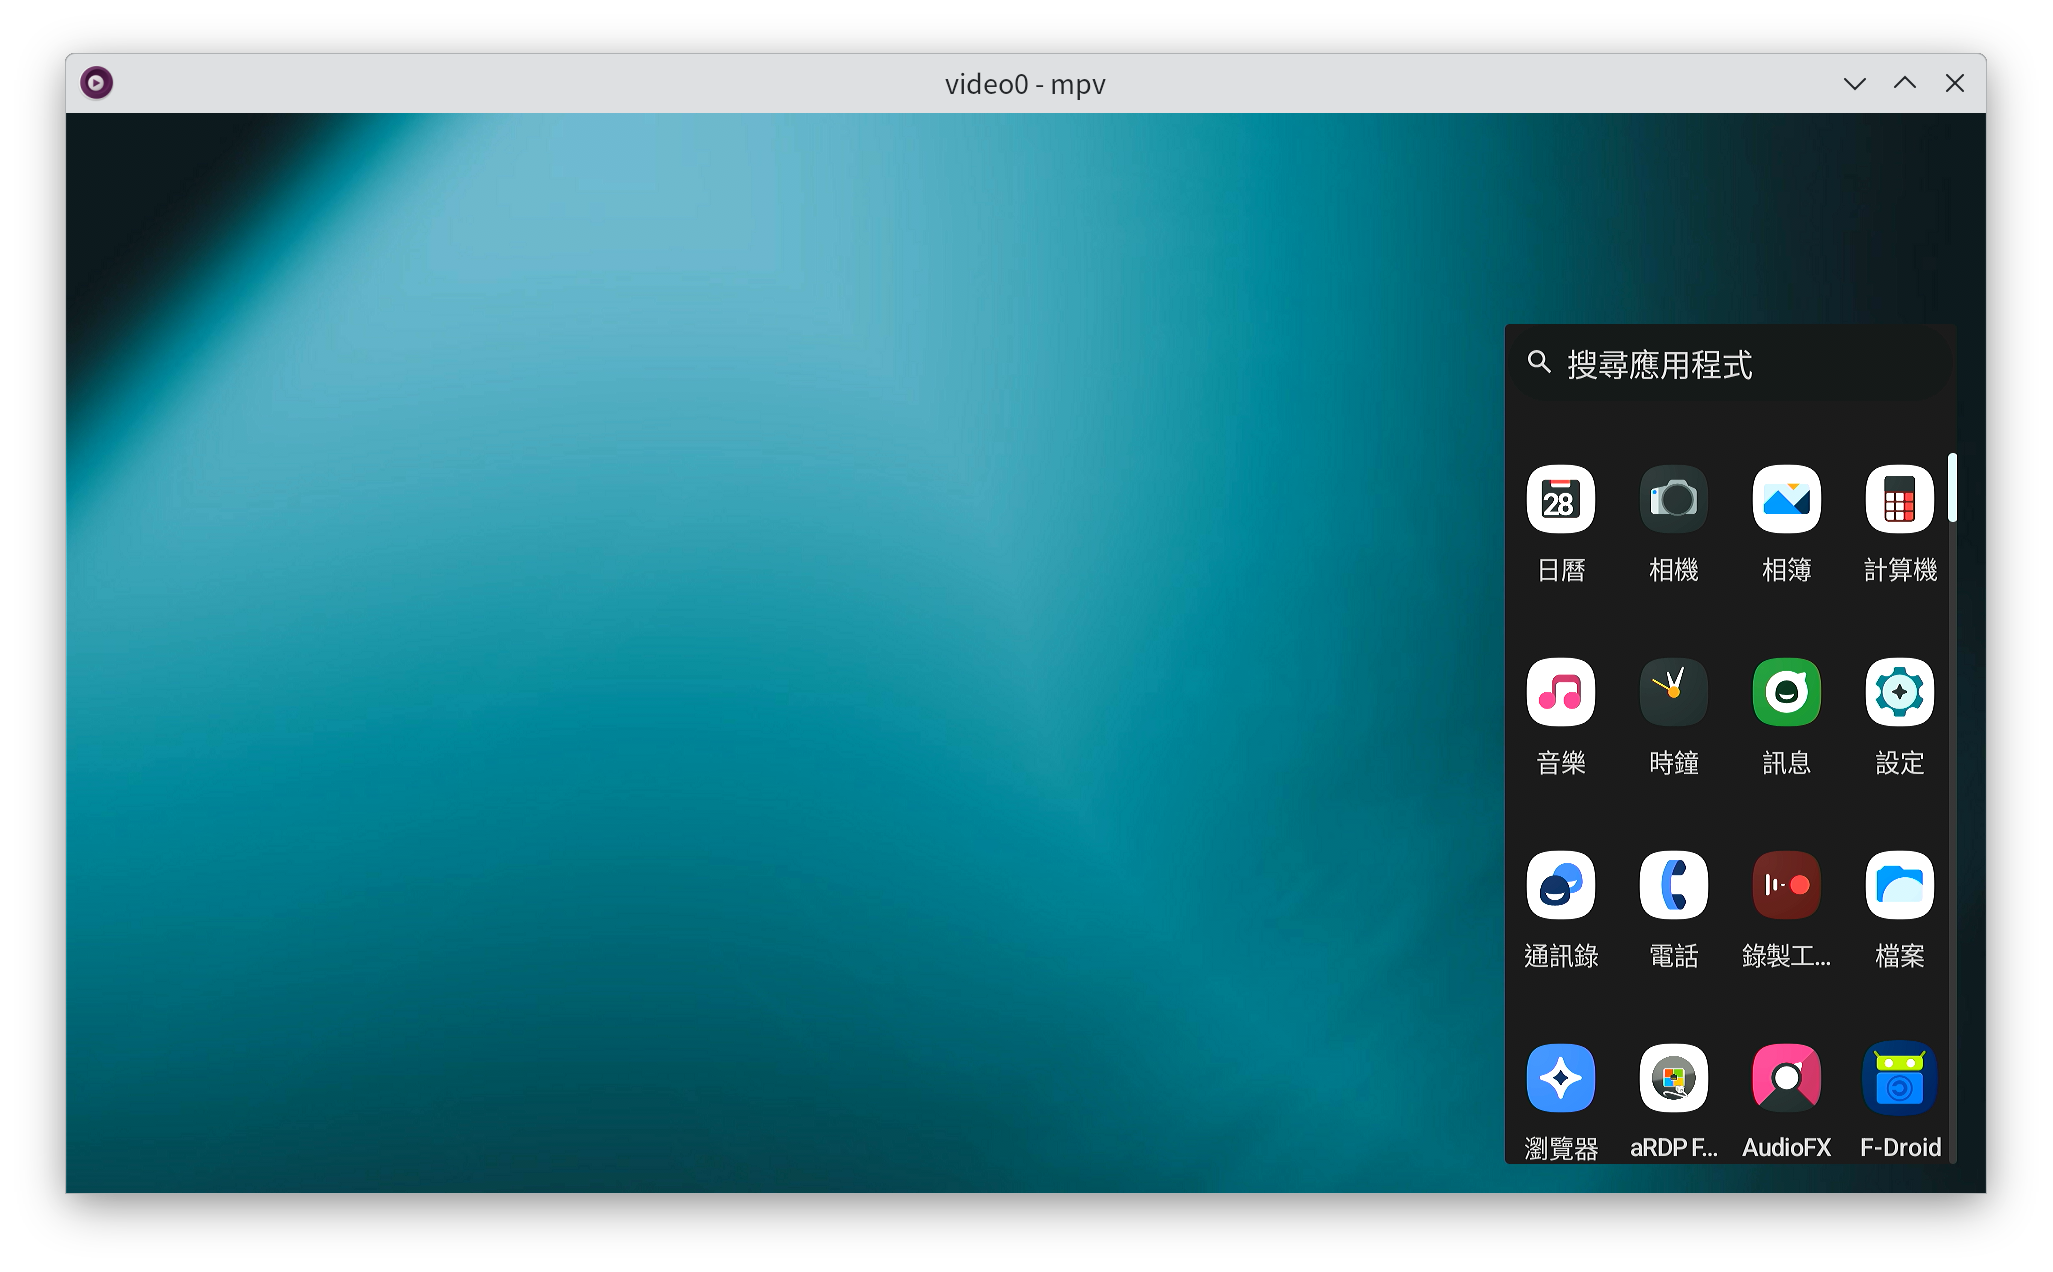 video0 - mpv
搜尋應用程式
28
日曆 相機 相簿 計算機
音樂 時鐘 訊息 設定
通訊錄 電話 錄製工... 檔案
瀏覽器 aRDP F... AudioFX F-Droid